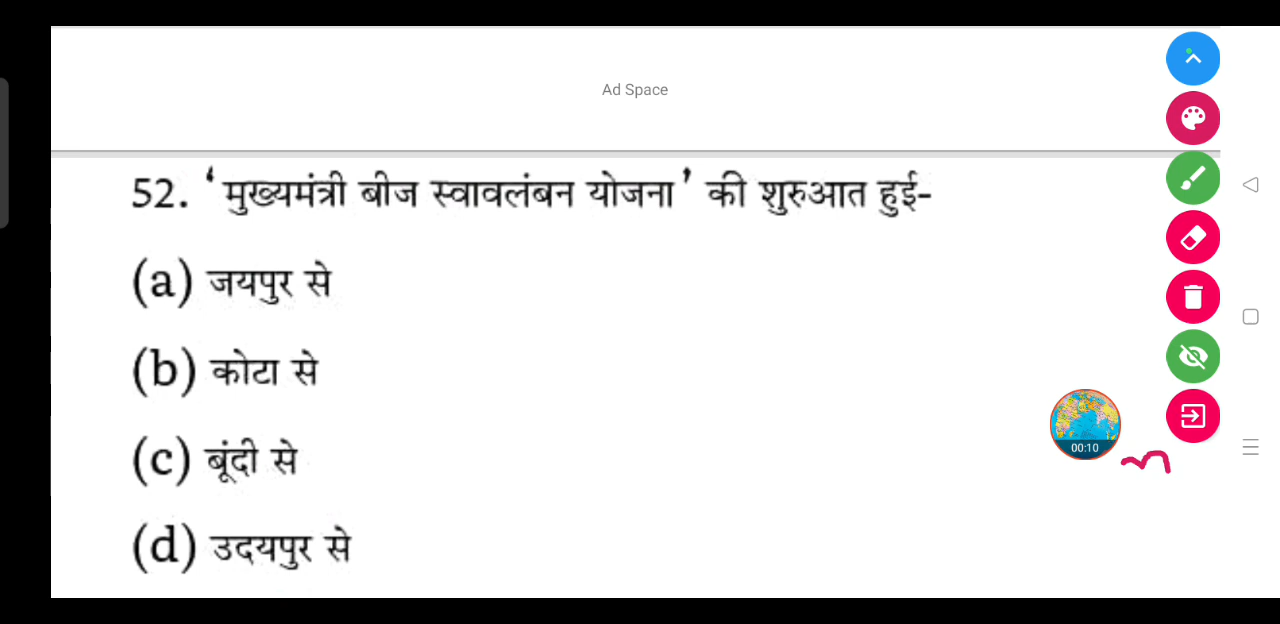 Ad Space
52. ‘मुख्यमंत्री बीज स्वावलंबन योजना’ की शुरुआत हुई-
(a) जयपुर से
(b) कोटा से
(c) बूंदी से
(d) उदयपुर से
00:10